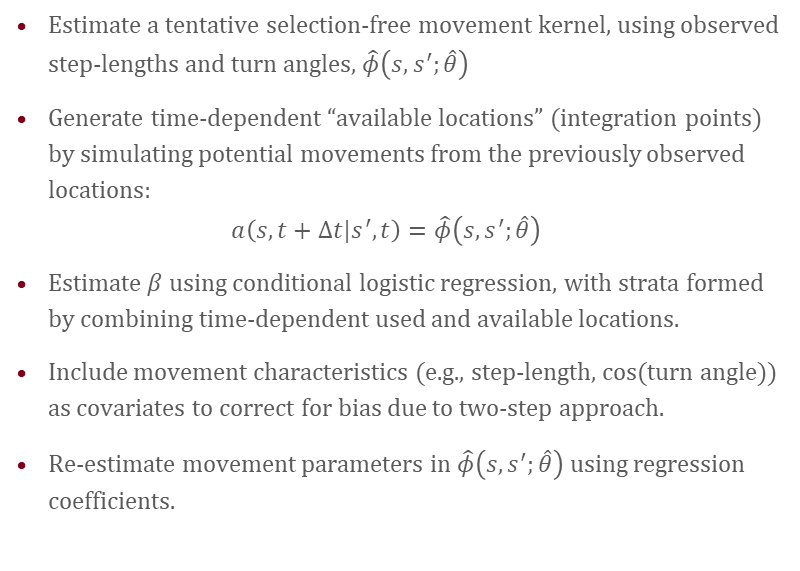 • Estimate a tentative selection-free movement kernel, using observed
step-lengths and turn angles, ϕ̂(s, s′; θ̂)
• Generate time-dependent “available locations” (integration points)
by simulating potential movements from the previously observed
locations:
a(s, t + Δt|s′, t) = ϕ̂(s, s′; θ̂)
• Estimate β using conditional logistic regression, with strata formed
by combining time-dependent used and available locations.
• Include movement characteristics (e.g., step-length, cos(turn angle))
as covariates to correct for bias due to two-step approach.
• Re-estimate movement parameters in ϕ̂(s, s′; θ̂) using regression
coefficients.